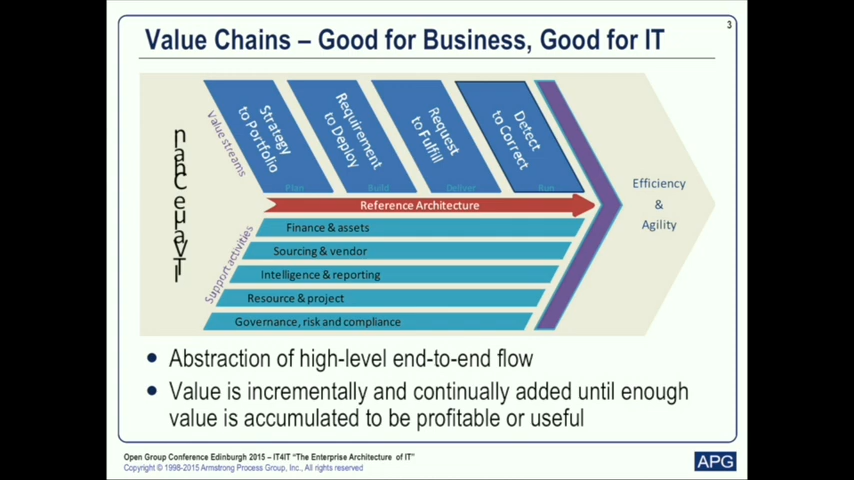 3
Value Chains – Good for Business, Good for IT
Value streams
Strategy
to Portfolio
Requirement
to Deploy
Request
to Fulfill
Detect
to Correct
Plan
Build
Deliver
Run
Reference Architecture
Efficiency
&
Agility
Support activities
Finance & assets
Sourcing & vendor
Intelligence & reporting
Resource & project
Governance, risk and compliance
• Abstraction of high-level end-to-end flow
• Value is incrementally and continually added until enough
value is accumulated to be profitable or useful
Open Group Conference Edinburgh 2015 – IT4IT "The Enterprise Architecture of IT"
Copyright © 1998-2015 Armstrong Process Group, Inc., All rights reserved
APG